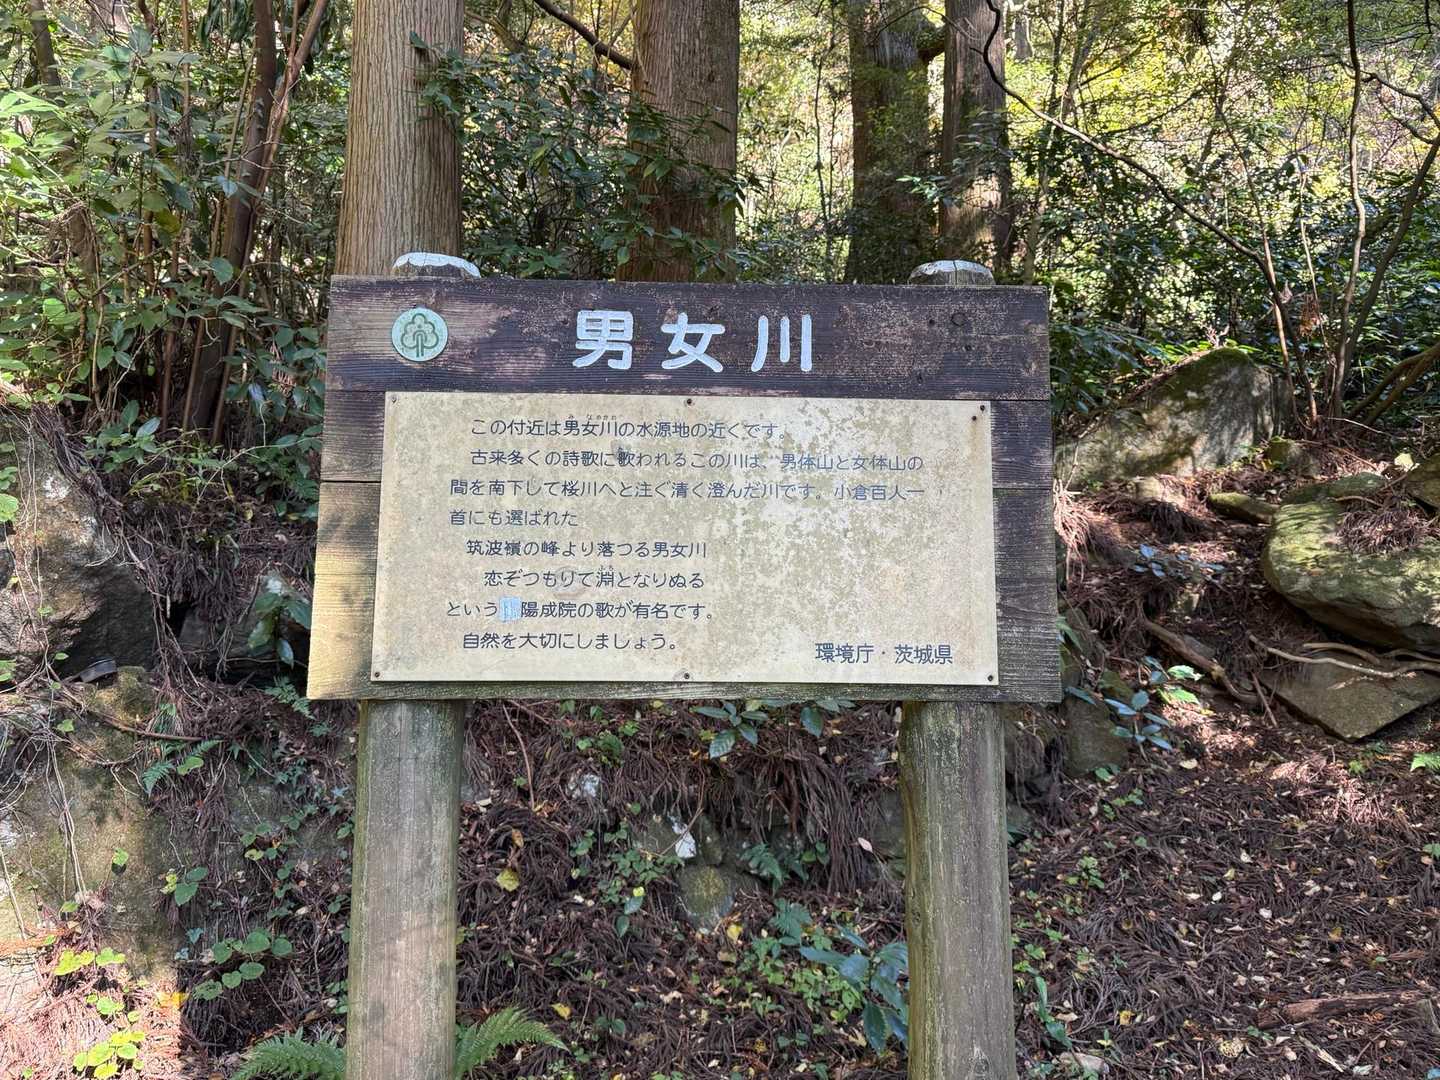 男女川
この付近は男女川の水源地の近くです。
古来多くの詩歌に歌われるこの川は、男体山と女体山の
間を南下して桜川へと注ぐ清く澄んだ川です。小倉百人一
首にも選ばれた
筑波嶺の峰より落つる男女川
恋ぞつもりて淵となりぬる
という陽成院の歌が有名です。
自然を大切にしましょう。
環境庁・茨城県